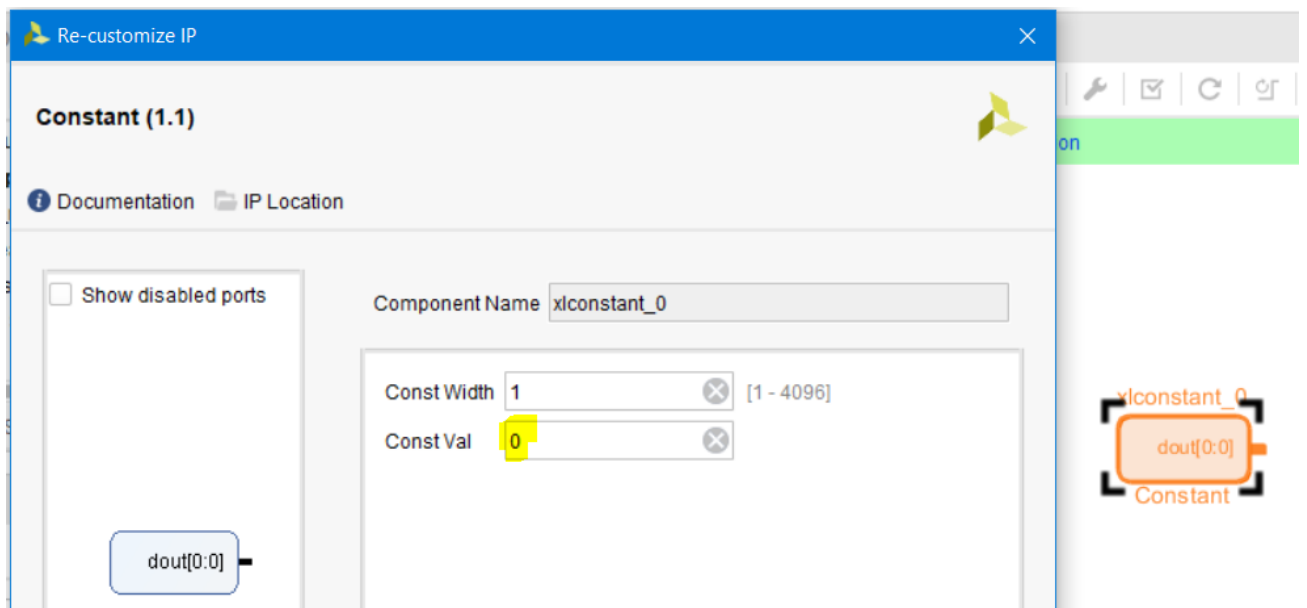 Re-customize IP
Constant (1.1)
on
Documentation IP Location
Show disabled ports
Component Name xlconstant_0
Const Width 1 [1 - 4096]
Const Val 0
dout[0:0]
xlconstant_0
dout[0:0]
Constant